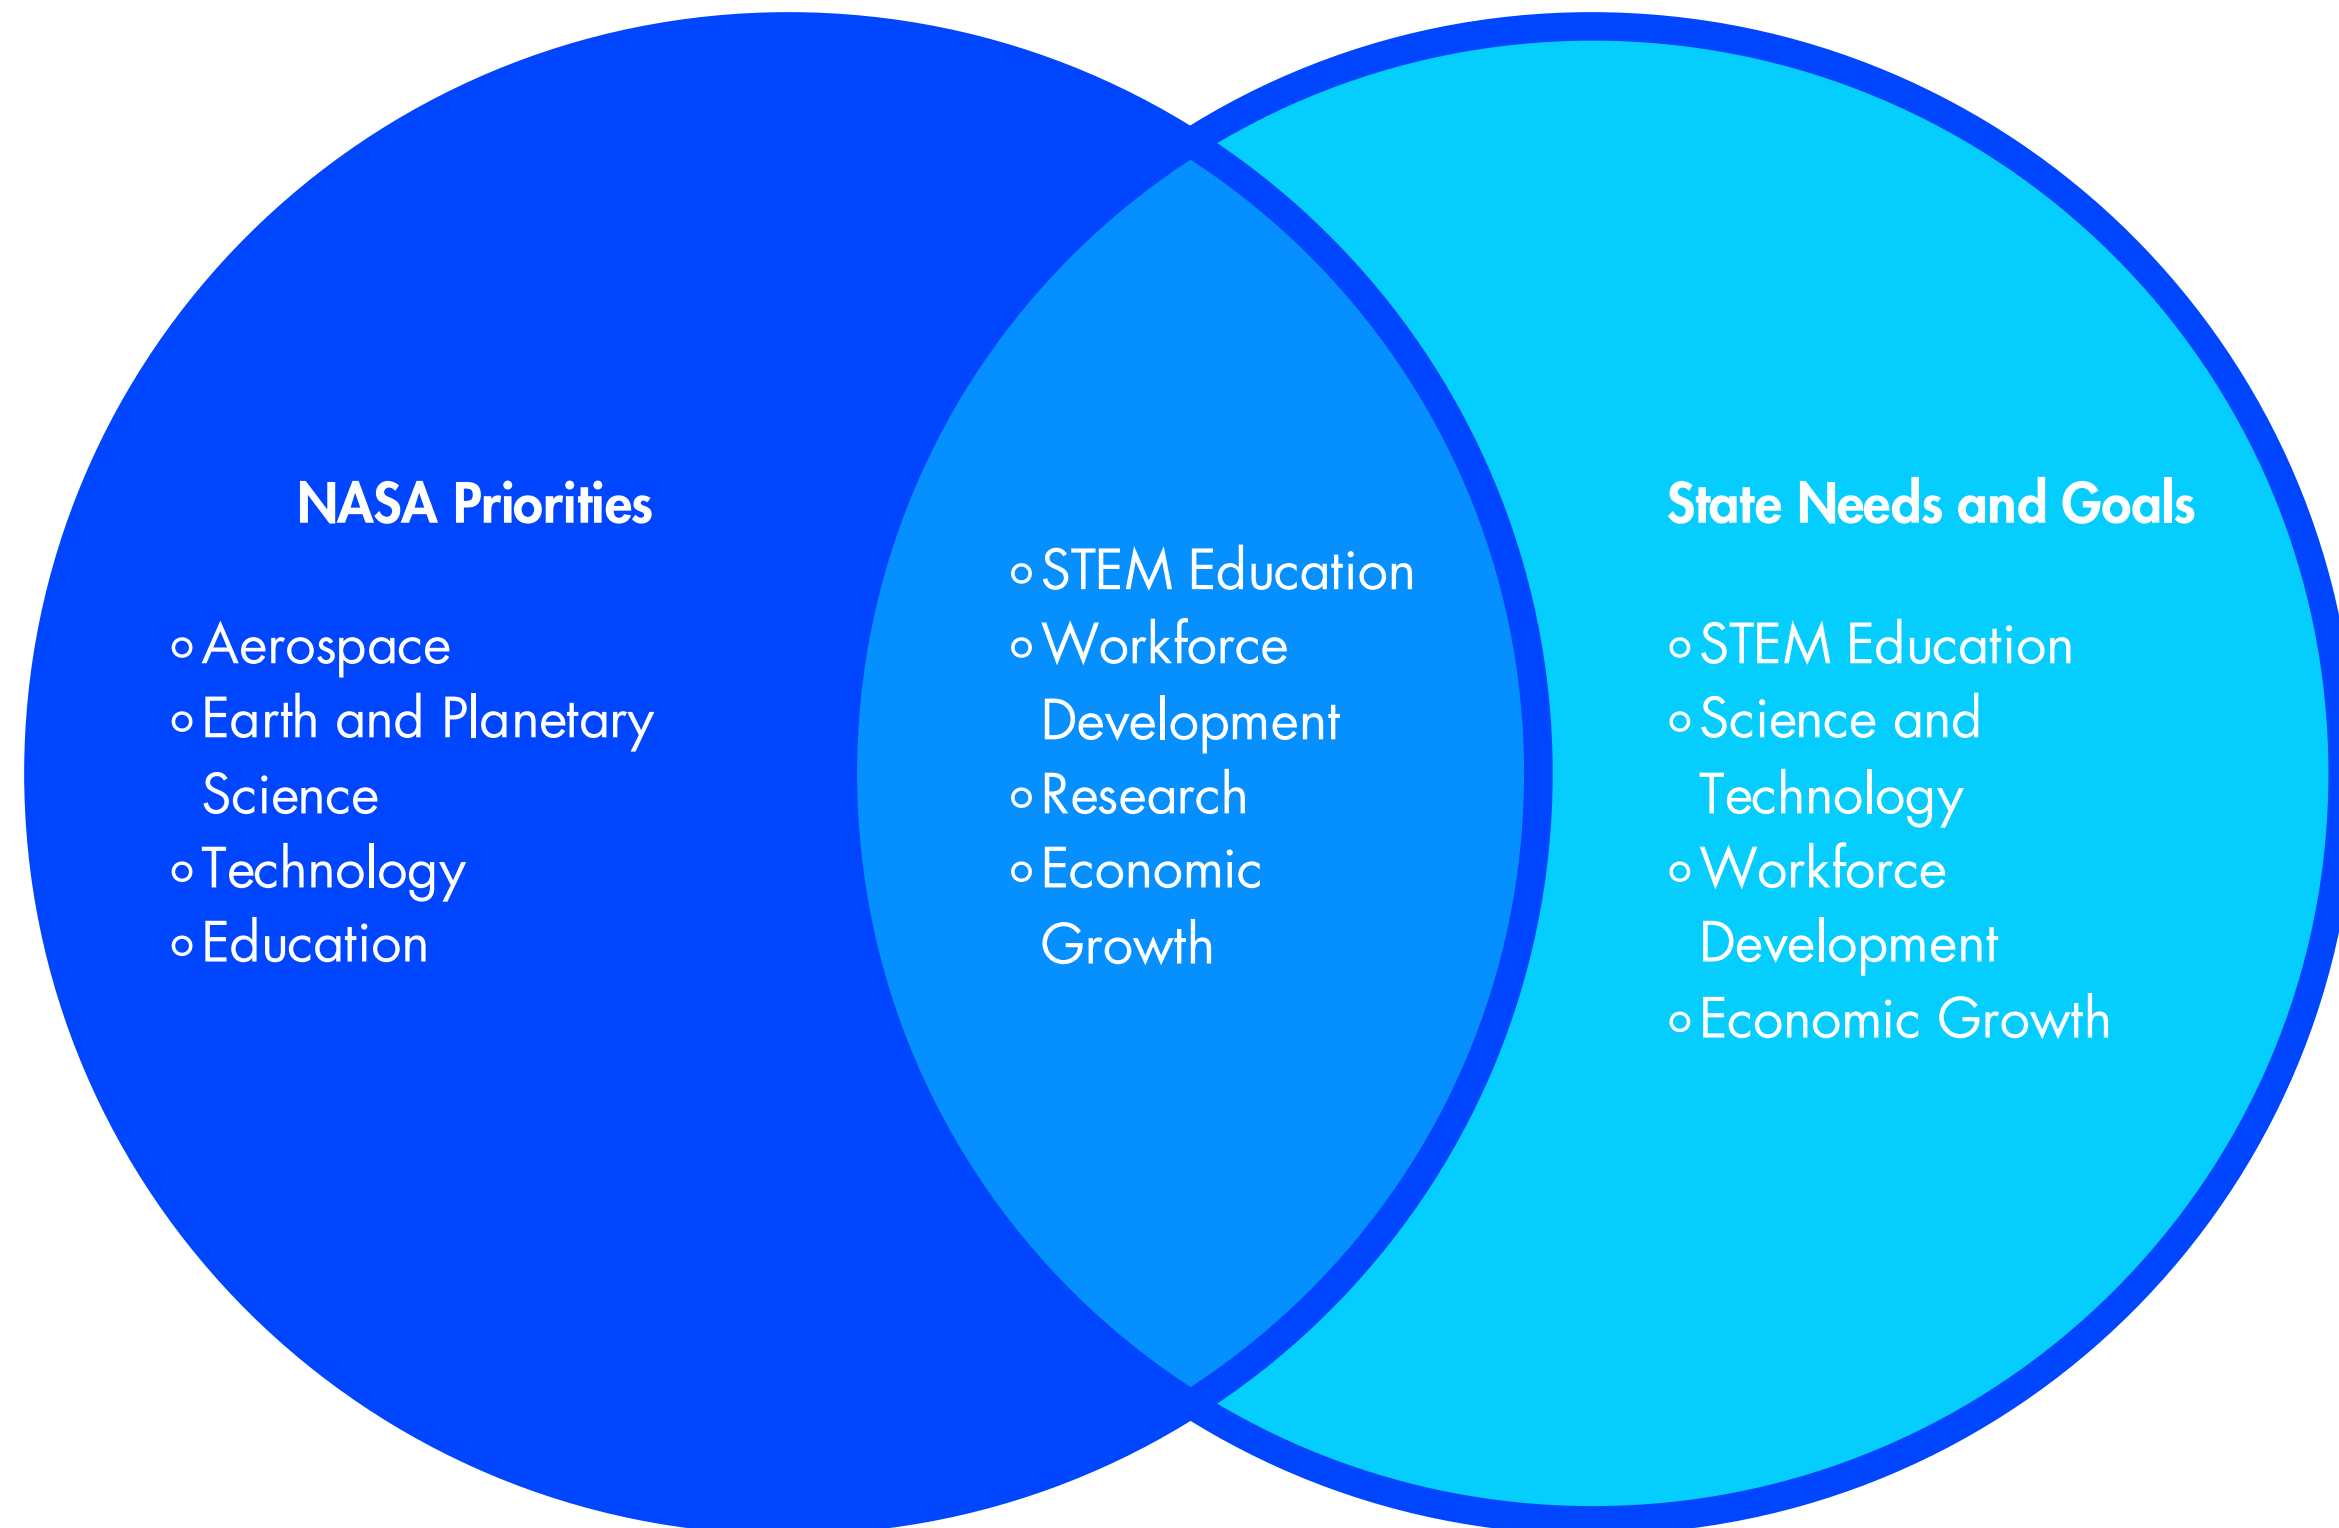 NASA Priorities
○ Aerospace
○ Earth and Planetary
Science
○ Technology
○ Education
○ STEM Education
○ Workforce
Development
○ Research
○ Economic
Growth
State Needs and Goals
○ STEM Education
○ Science and
Technology
○ Workforce
Development
○ Economic Growth